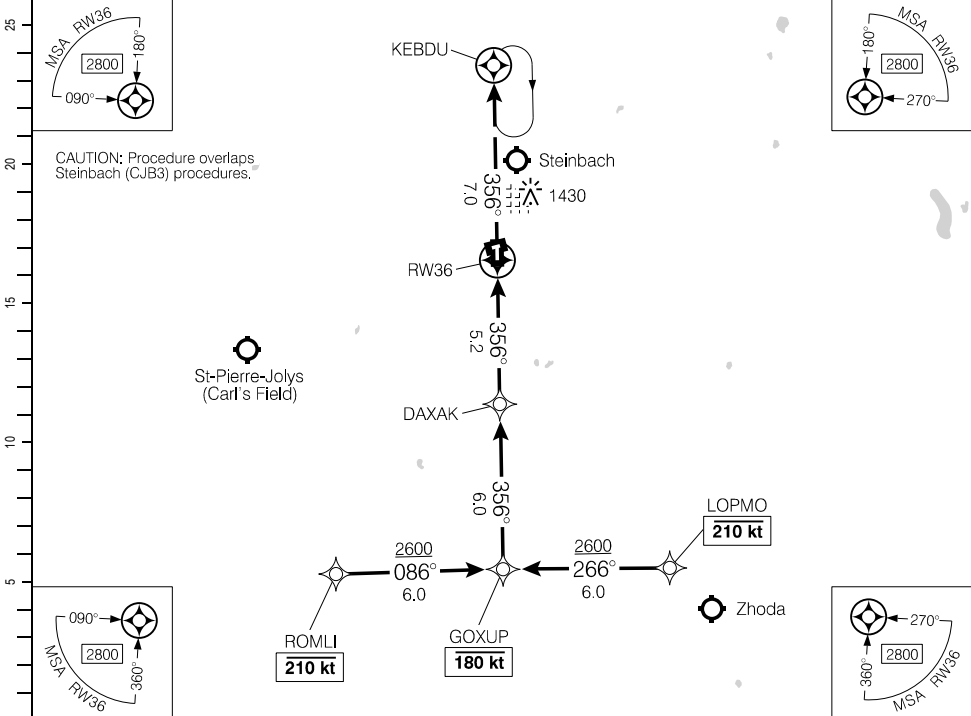 25
20
15
10
5
MSA RW36
180°
2800
090°
MSA RW36
180°
2800
270°
KEBDU
CAUTION: Procedure overlaps
Steinbach (CJB3) procedures.
Steinbach
1430
356°
7.0
RW36
356°
5.2
St-Pierre-Jolys
(Carl's Field)
DAXAK
356°
6.0
LOPMO
210 kt
2600
086°
6.0
2600
266°
6.0
Zhoda
ROMLI
210 kt
GOXUP
180 kt
090°
2800
360°
MSA RW36
270°
2800
360°
MSA RW36